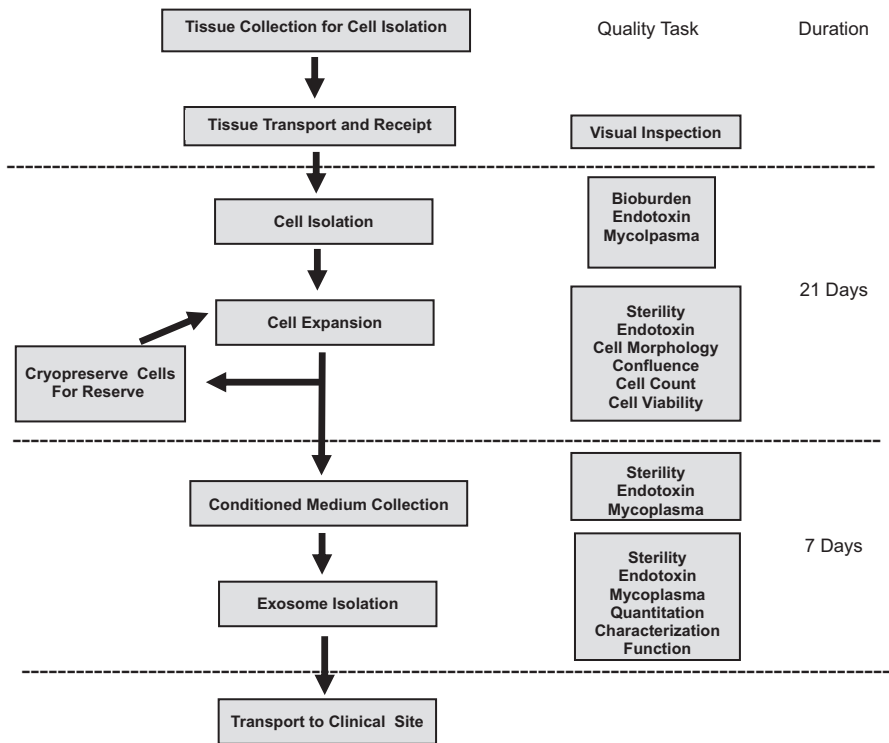 Tissue Collection for Cell Isolation
Quality Task
Duration
Tissue Transport and Receipt
Visual Inspection
Cell Isolation
Bioburden
Endotoxin
Mycolpasma
21 Days
Cell Expansion
Sterility
Endotoxin
Cell Morphology
Confluence
Cell Count
Cell Viability
Cryopreserve Cells
For Reserve
Conditioned Medium Collection
Sterility
Endotoxin
Mycoplasma
7 Days
Exosome Isolation
Sterility
Endotoxin
Mycoplasma
Quantitation
Characterization
Function
Transport to Clinical Site